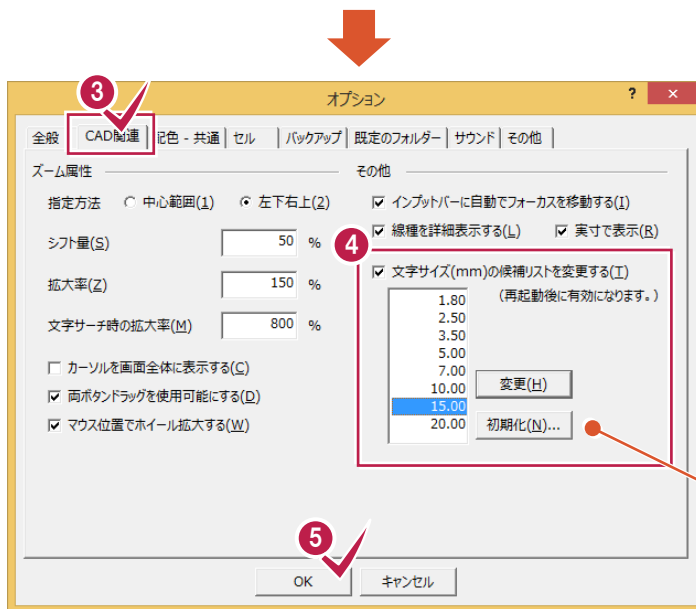 3
オプション
? ×
全般 CAD関連 配色 - 共通 セル バックアップ 既定のフォルダー サウンド その他
ズーム属性
指定方法 中心範囲(1) 左下右上(2)
シフト量(S) 50 %
拡大率(Z) 150 %
文字サーチ時の拡大率(M) 800 %
カーソルを画面全体に表示する(C)
両ボタンドラッグを使用可能にする(D)
マウス位置でホイール拡大する(W)
その他
インプットバーに自動でフォーカスを移動する(I)
線種を詳細表示する(L) 実寸で表示(R)
4
文字サイズ(mm)の候補リストを変更する(T)
(再起動後に有効になります。)
1.80
2.50
3.50
5.00
7.00
10.00
15.00
20.00
変更(H)
初期化(N)...
5
OK キャンセル